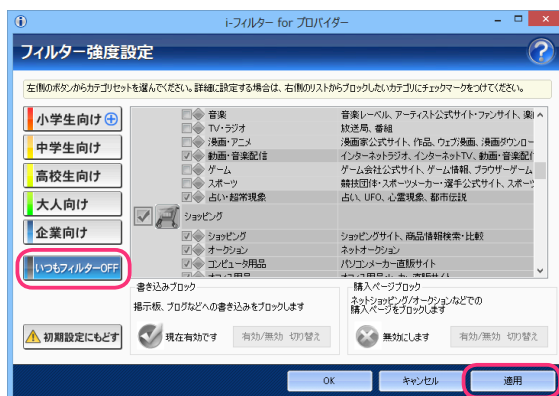 i-フィルター for プロバイダー
フィルター強度設定
左側のボタンからカテゴリセットを選んでください。詳細に設定する場合は、右側のリストからブロックしたいカテゴリにチェックマークをつけてください。
小学生向け
中学生向け
高校生向け
大人向け
企業向け
いつもフィルターOFF
初期設定にもどす
音楽 音楽レーベル、アーティスト公式サイト・ファンサイト、
TV・ラジオ 放送局、番組
漫画・アニメ 漫画家公式サイト、作品、ウェブ漫画、漫画ダウンロー
動画・音楽配信 インターネットラジオ、インターネットTV、動画・音楽配
ゲーム ゲーム会社公式サイト、ゲーム情報、ブラウザーゲーム
スポーツ 競技団体・スポーツメーカー・選手公式サイト、スポー
占い・超常現象 占い、UFO、心霊現象、都市伝説
ショッピング
ショッピング ショッピングサイト、商品情報検索・比較
オークション ネットオークション
コンピュータ用品 パソコンメーカー直販サイト
書き込みブロック
掲示板、ブログなどへの書き込みをブロックします
現在有効です 有効/無効 切り替え
購入ページブロック
ネットショッピング/オークションなどでの
購入ページをブロックします
無効にします 有効/無効 切り替え
OK キャンセル 適用